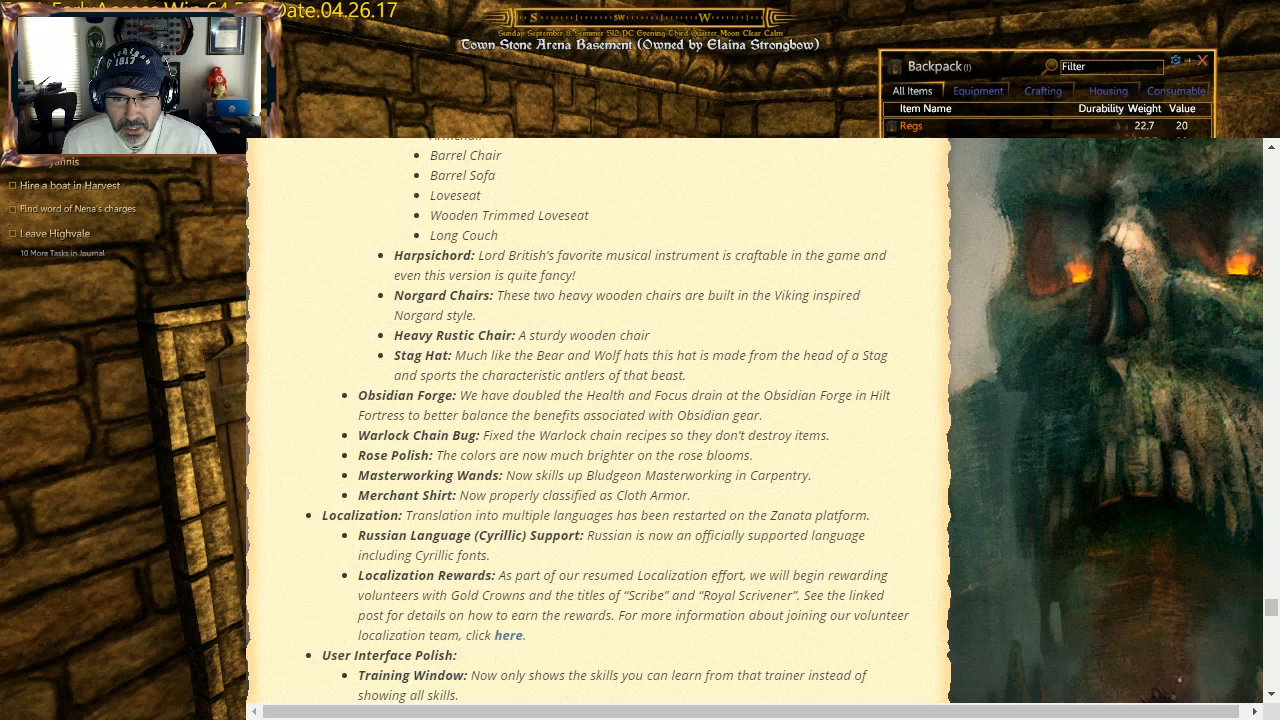 Date.04.26.17
S SW W
Sunday September 8, Summer 512 PC Evening Third Quarter Moon Clear Calm
Town Stone Arena Basement (Owned by Elaina Strongbow)
Backpack
Filter
All Items Equipment Crafting Housing Consumable
Item Name Durability Weight Value
Regs 22.7 20
1817
Hire a boat in Harvest
Find word of Nena's charges
Leave Highvale
10 More Tasks in Journal
Barrel Chair
Barrel Sofa
Loveseat
Wooden Trimmed Loveseat
Long Couch
Harpsichord: Lord British's favorite musical instrument is craftable in the game and
even this version is quite fancy!
Norgard Chairs: These two heavy wooden chairs are built in the Viking inspired
Norgard style.
Heavy Rustic Chair: A sturdy wooden chair
Stag Hat: Much like the Bear and Wolf hats this hat is made from the head of a Stag
and sports the characteristic antlers of that beast.
Obsidian Forge: We have doubled the Health and Focus drain at the Obsidian Forge in Hilt
Fortress to better balance the benefits associated with Obsidian gear.
Warlock Chain Bug: Fixed the Warlock chain recipes so they don't destroy items.
Rose Polish: The colors are now much brighter on the rose blooms.
Masterworking Wands: Now skills up Bludgeon Masterworking in Carpentry.
Merchant Shirt: Now properly classified as Cloth Armor.
Localization: Translation into multiple languages has been restarted on the Zanata platform.
Russian Language (Cyrillic) Support: Russian is now an officially supported language
including Cyrillic fonts.
Localization Rewards: As part of our resumed Localization effort, we will begin rewarding
volunteers with Gold Crowns and the titles of "Scribe" and "Royal Scrivener". See the linked
post for details on how to earn the rewards. For more information about joining our volunteer
localization team, click here.
User Interface Polish:
Training Window: Now only shows the skills you can learn from that trainer instead of
showing all skills.